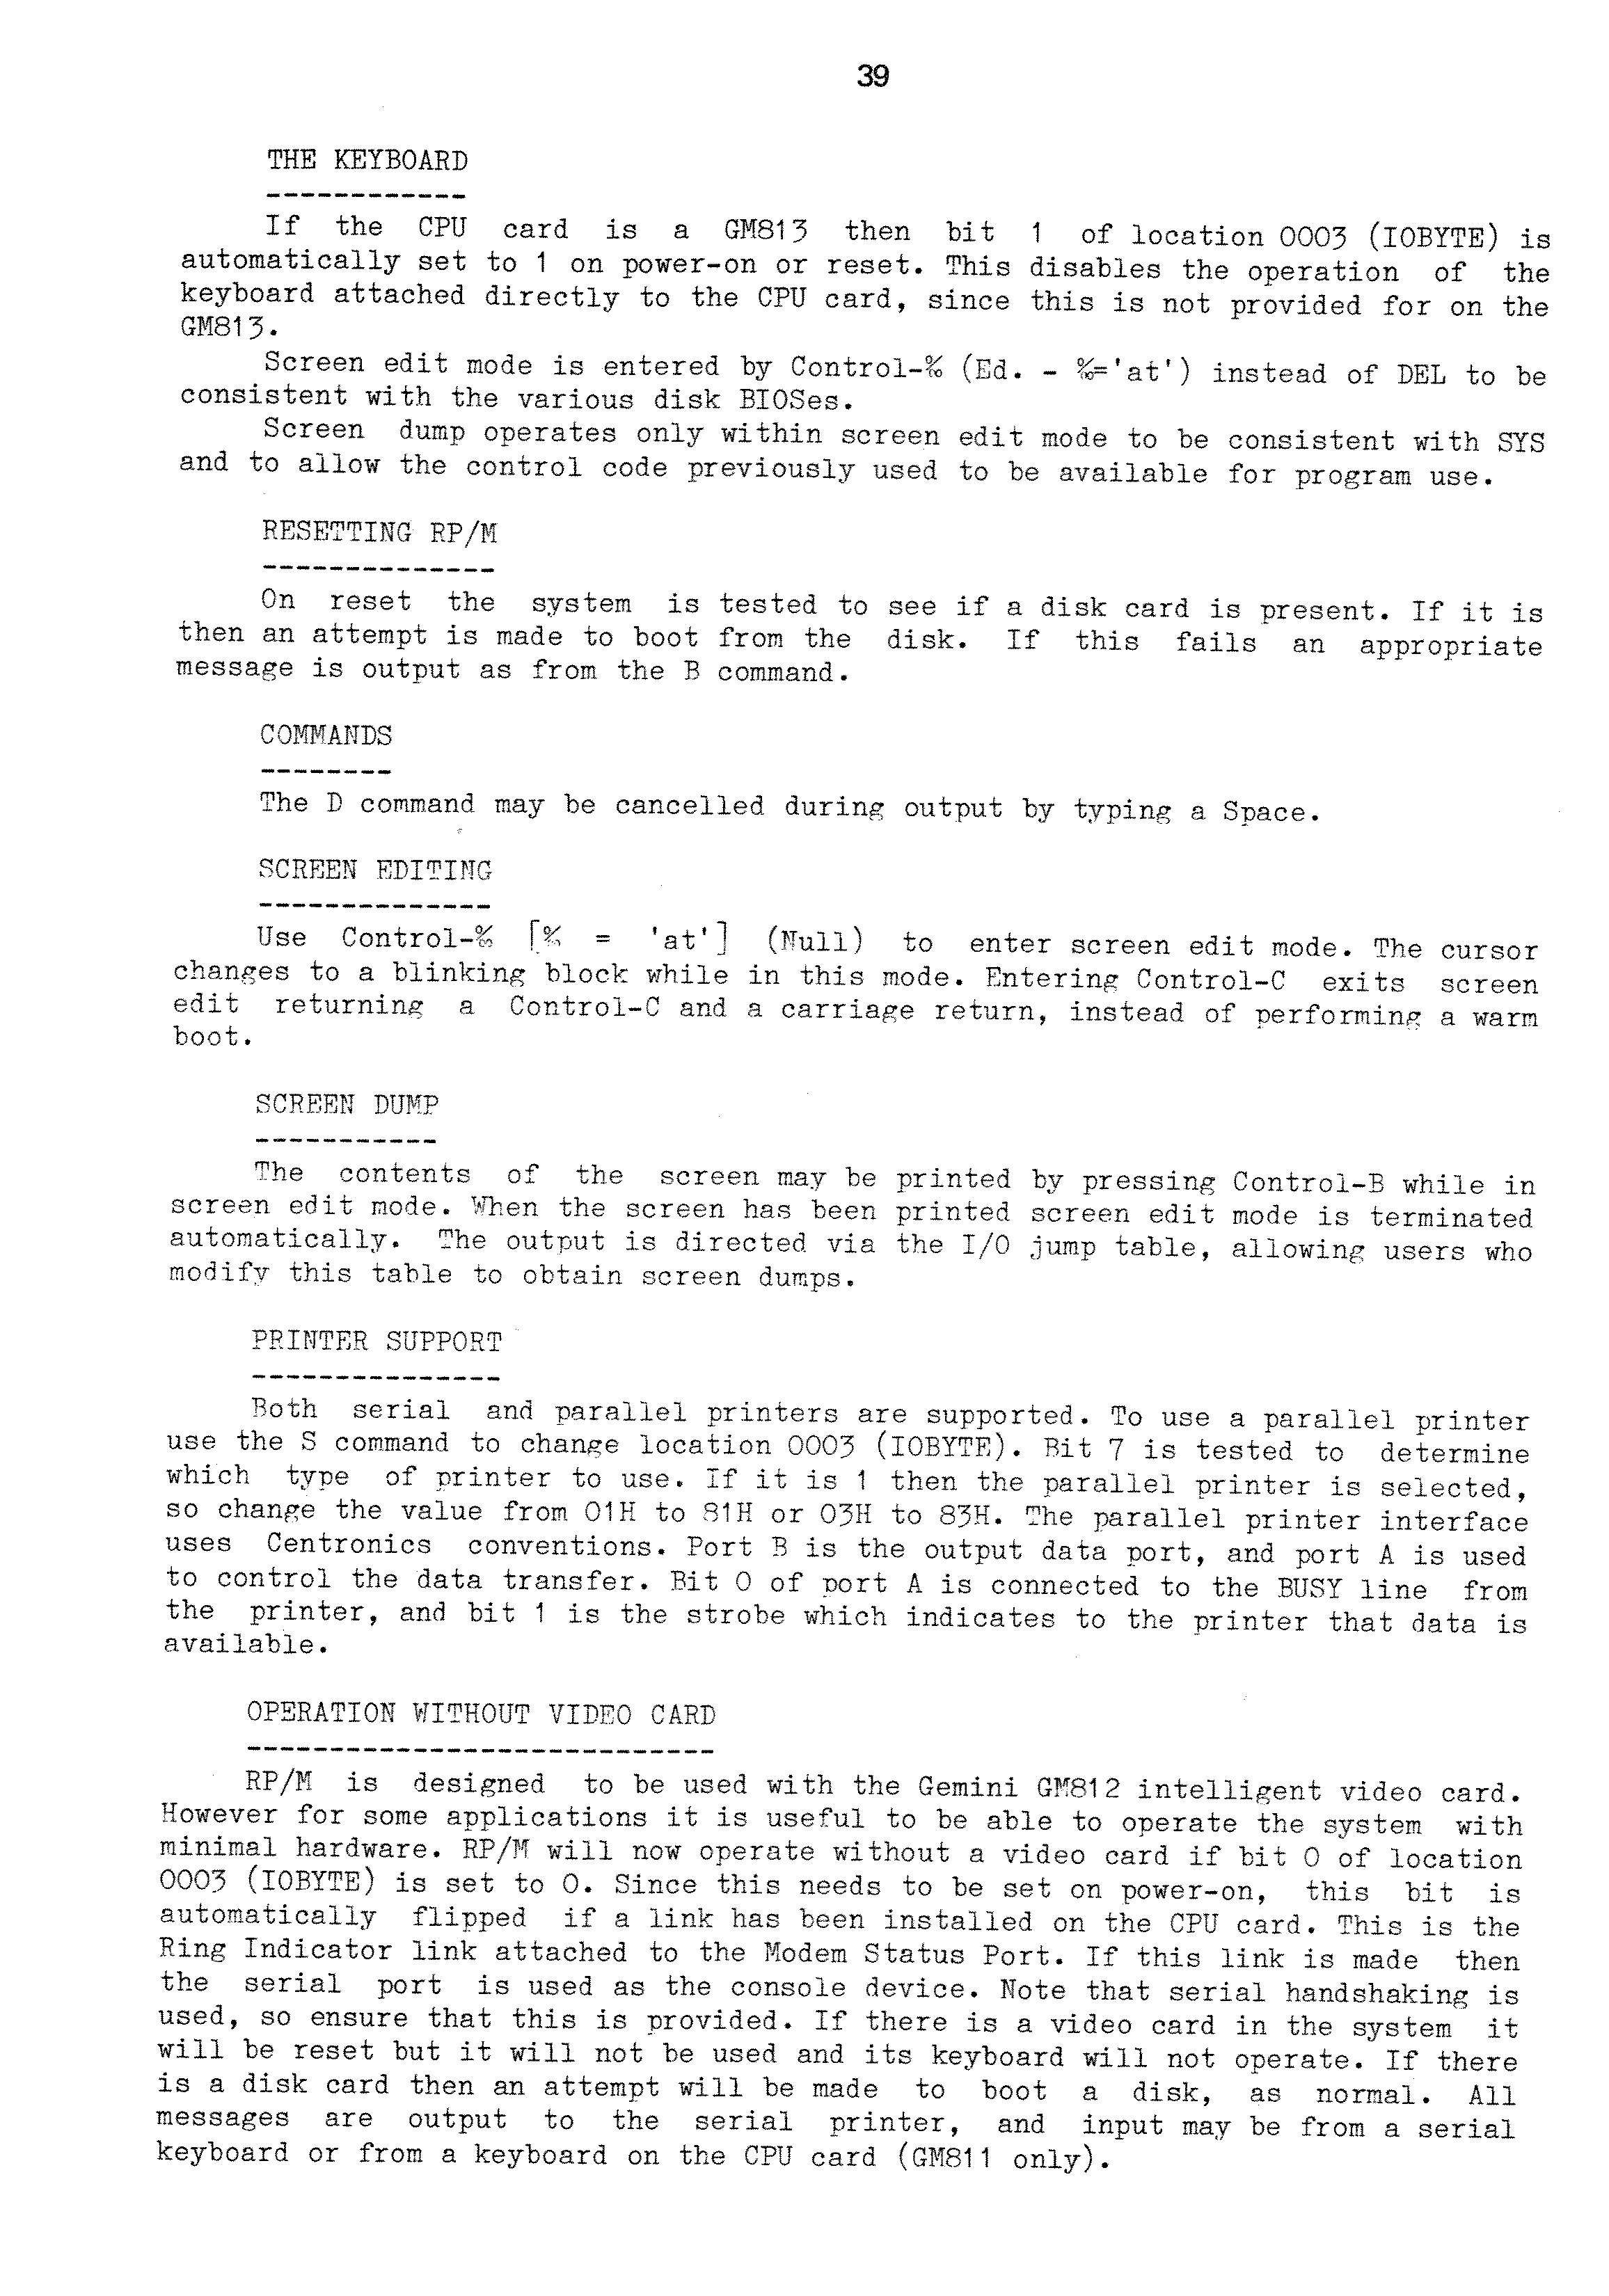 39
THE KEYBOARD
------------
If the CPU card is a GM813 then bit 1 of location 0003 (IOBYTE) is
automatically set to 1 on power-on or reset. This disables the operation of the
keyboard attached directly to the CPU card, since this is not provided for on the
GM813.
Screen edit mode is entered by Control-% (Ed. - %='at') instead of DEL to be
consistent with the various disk BIOSes.
Screen dump operates only within screen edit mode to be consistent with SYS
and to allow the control code previously used to be available for program use.
RESETTING RP/M
--------------
On reset the system is tested to see if a disk card is present. If it is
then an attempt is made to boot from the disk. If this fails an appropriate
message is output as from the B command.
COMMANDS
--------
The D command may be cancelled during output by typing a Space.
SCREEN EDITING
--------------
Use Control-% [% = 'at'] (Null) to enter screen edit mode. The cursor
changes to a blinking block while in this mode. Entering Control-C exits screen
edit returning a Control-C and a carriage return, instead of performing a warm
boot.
SCREEN DUMP
-----------
The contents of the screen may be printed by pressing Control-B while in
screen edit mode. When the screen has been printed screen edit mode is terminated
automatically. The output is directed via the I/O jump table, allowing users who
modify this table to obtain screen dumps.
PRINTER SUPPORT
---------------
Both serial and parallel printers are supported. To use a parallel printer
use the S command to change location 0003 (IOBYTE). Bit 7 is tested to determine
which type of printer to use. If it is 1 then the parallel printer is selected,
so change the value from 01H to 81H or 03H to 83H. The parallel printer interface
uses Centronics conventions. Port B is the output data port, and port A is used
to control the data transfer. Bit 0 of port A is connected to the BUSY line from
the printer, and bit 1 is the strobe which indicates to the printer that data is
available.
OPERATION WITHOUT VIDEO CARD
----------------------------
RP/M is designed to be used with the Gemini GM812 intelligent video card.
However for some applications it is useful to be able to operate the system with
minimal hardware. RP/M will now operate without a video card if bit 0 of location
0003 (IOBYTE) is set to 0. Since this needs to be set on power-on, this bit is
automatically flipped if a link has been installed on the CPU card. This is the
Ring Indicator link attached to the Modem Status Port. If this link is made then
the serial port is used as the console device. Note that serial handshaking is
used, so ensure that this is provided. If there is a video card in the system it
will be reset but it will not be used and its keyboard will not operate. If there
is a disk card then an attempt will be made to boot a disk, as normal. All
messages are output to the serial printer, and input may be from a serial
keyboard or from a keyboard on the CPU card (GM811 only).